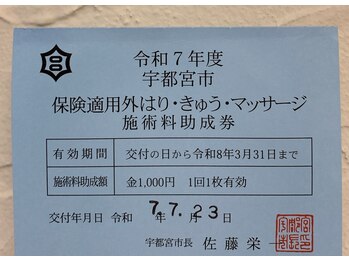 令和7年度
宇都宮市
保険適用外はり・きゅう・マッサージ
施術料助成券
有効期間 交付の日から令和8年3月31日まで
施術料助成額 金1,000円 1回1枚有効
交付年月日 令和 7年7月23日
宇都宮市長 佐藤栄一